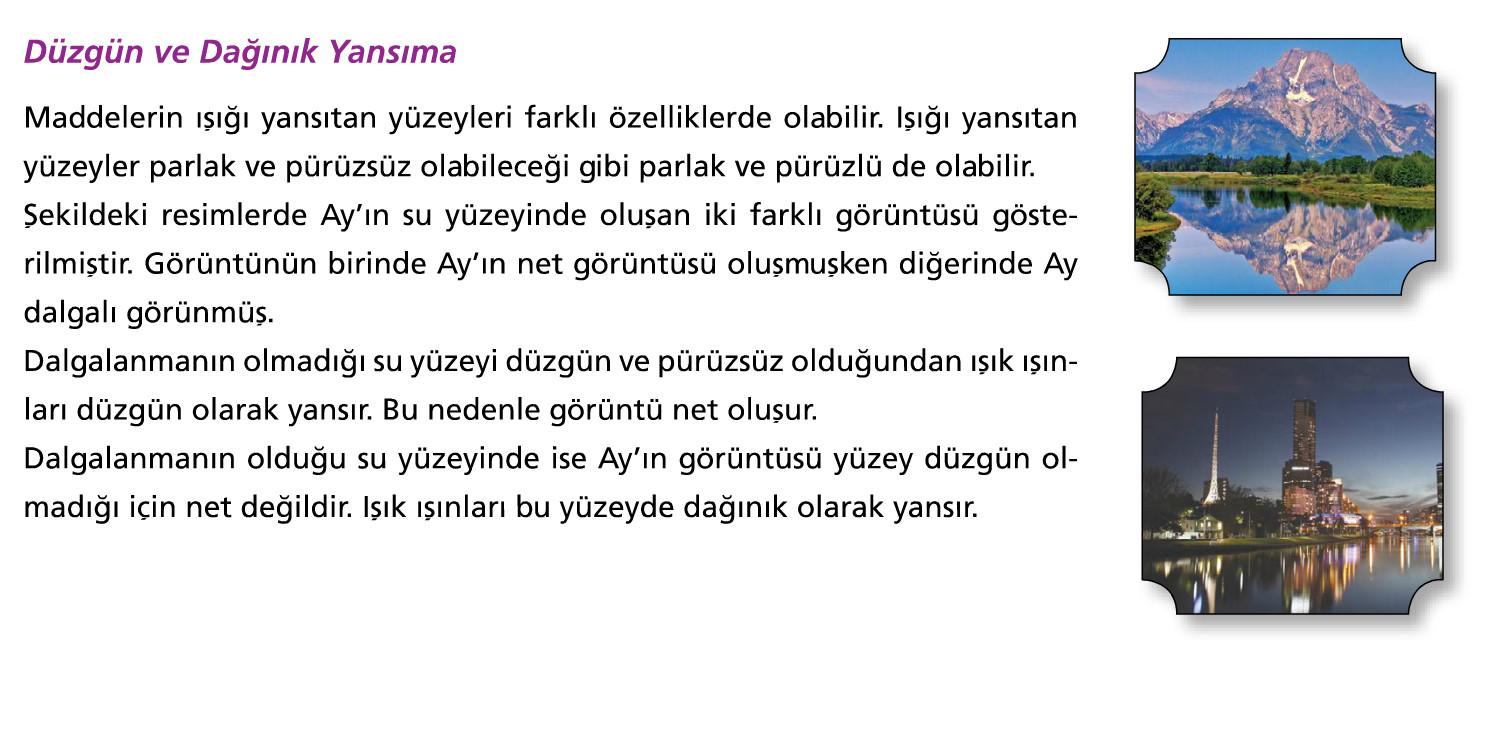 Düzgün ve Dağınık Yansıma
Maddelerin ışığı yansıtan yüzeyleri farklı özelliklerde olabilir. Işığı yansıtan
yüzeyler parlak ve pürüzsüz olabileceği gibi parlak ve pürüzlü de olabilir.
Şekildeki resimlerde Ay’ın su yüzeyinde oluşan iki farklı görüntüsü göste-
rilmiştir. Görüntünün birinde Ay’ın net görüntüsü oluşmuşken diğerinde Ay
dalgalı görünmüş.
Dalgalanmanın olmadığı su yüzeyi düzgün ve pürüzsüz olduğundan ışık ışın-
ları düzgün olarak yansır. Bu nedenle görüntü net oluşur.
Dalgalanmanın olduğu su yüzeyinde ise Ay’ın görüntüsü yüzey düzgün ol-
madığı için net değildir. Işık ışınları bu yüzeyde dağınık olarak yansır.